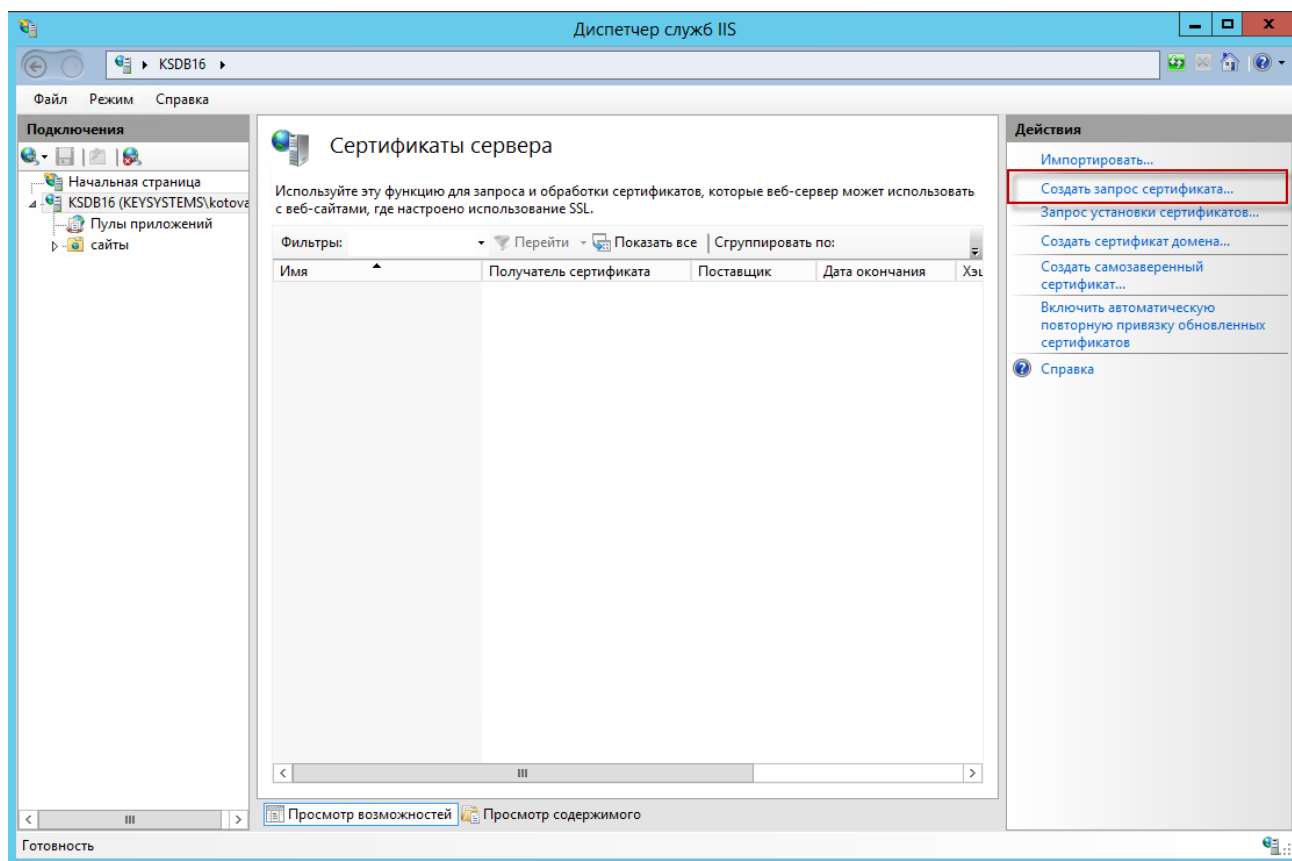 Диспетчер служб IIS
KSDB16
Файл Режим Справка
Подключения
Начальная страница
KSDB16 (KEYSYSTEMS\kotova
Пулы приложений
сайты
Сертификаты сервера
Используйте эту функцию для запроса и обработки сертификатов, которые веб-сервер может использовать
с веб-сайтами, где настроено использование SSL.
Фильтры: Перейти Показать все Сгруппировать по:
Имя Получатель сертификата Поставщик Дата окончания Хэш
Просмотр возможностей Просмотр содержимого
Действия
Импортировать...
Создать запрос сертификата...
Запрос установки сертификатов...
Создать сертификат домена...
Создать самозаверенный
сертификат...
Включить автоматическую
повторную привязку обновленных
сертификатов
Справка
Готовность